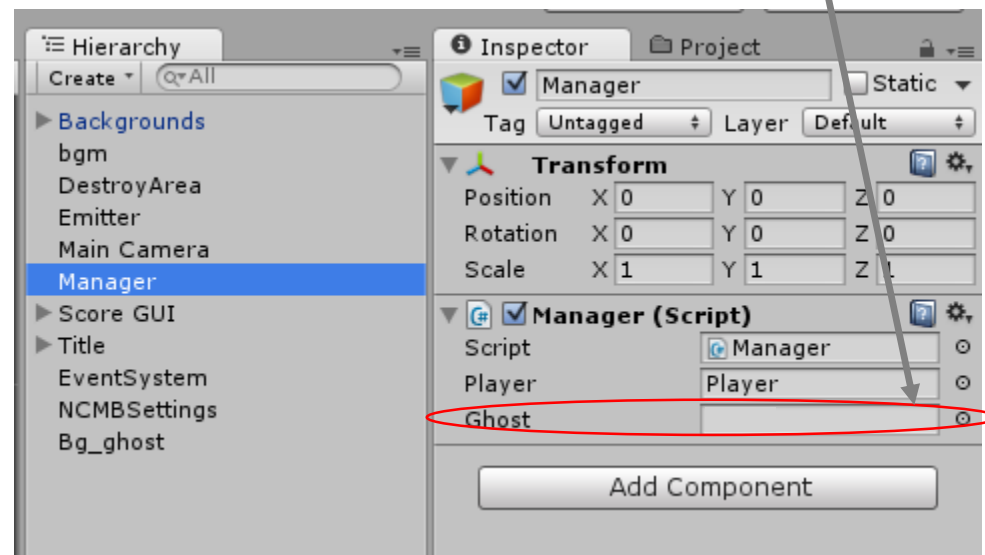 Hierarchy
Create All
Backgrounds
bgm
DestroyArea
Emitter
Main Camera
Manager
Score GUI
Title
EventSystem
NCMBSettings
Bg_ghost
Inspector Project
Manager Static
Tag Untagged Layer Default
Transform
Position X 0 Y 0 Z 0
Rotation X 0 Y 0 Z 0
Scale X 1 Y 1 Z 1
Manager (Script)
Script Manager
Player Player
Ghost
Add Component